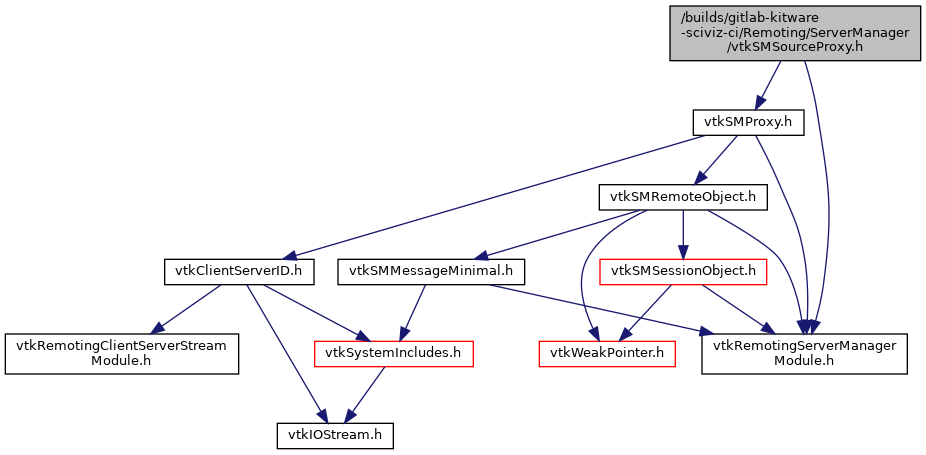 /builds/gitlab-kitware
-sciviz-ci/Remoting/ServerManager
/vtkSMSourceProxy.h
vtkSMProxy.h
vtkSMRemoteObject.h
vtkClientServerID.h
vtkSMMessageMinimal.h
vtkSMSessionObject.h
vtkRemotingClientServerStream
Module.h
vtkSystemIncludes.h
vtkWeakPointer.h
vtkRemotingServerManager
Module.h
vtkIOStream.h